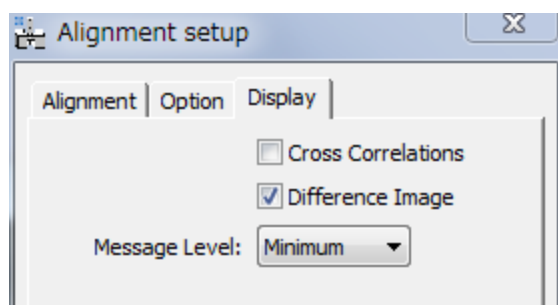 Alignment setup
Alignment Option Display
Cross Correlations
Difference Image
Message Level: Minimum